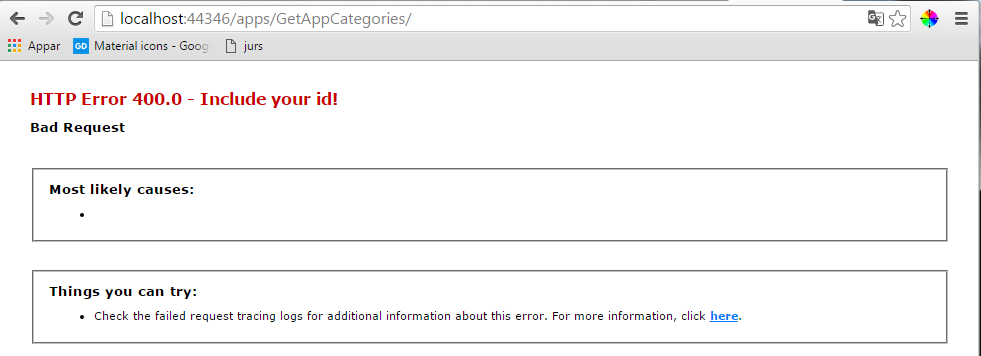 localhost:44346/apps/GetAppCategories/
Appar GD Material icons - Goog jurs
HTTP Error 400.0 - Include your id!
Bad Request
Most likely causes:
•
Things you can try:
• Check the failed request tracing logs for additional information about this error. For more information, click here.